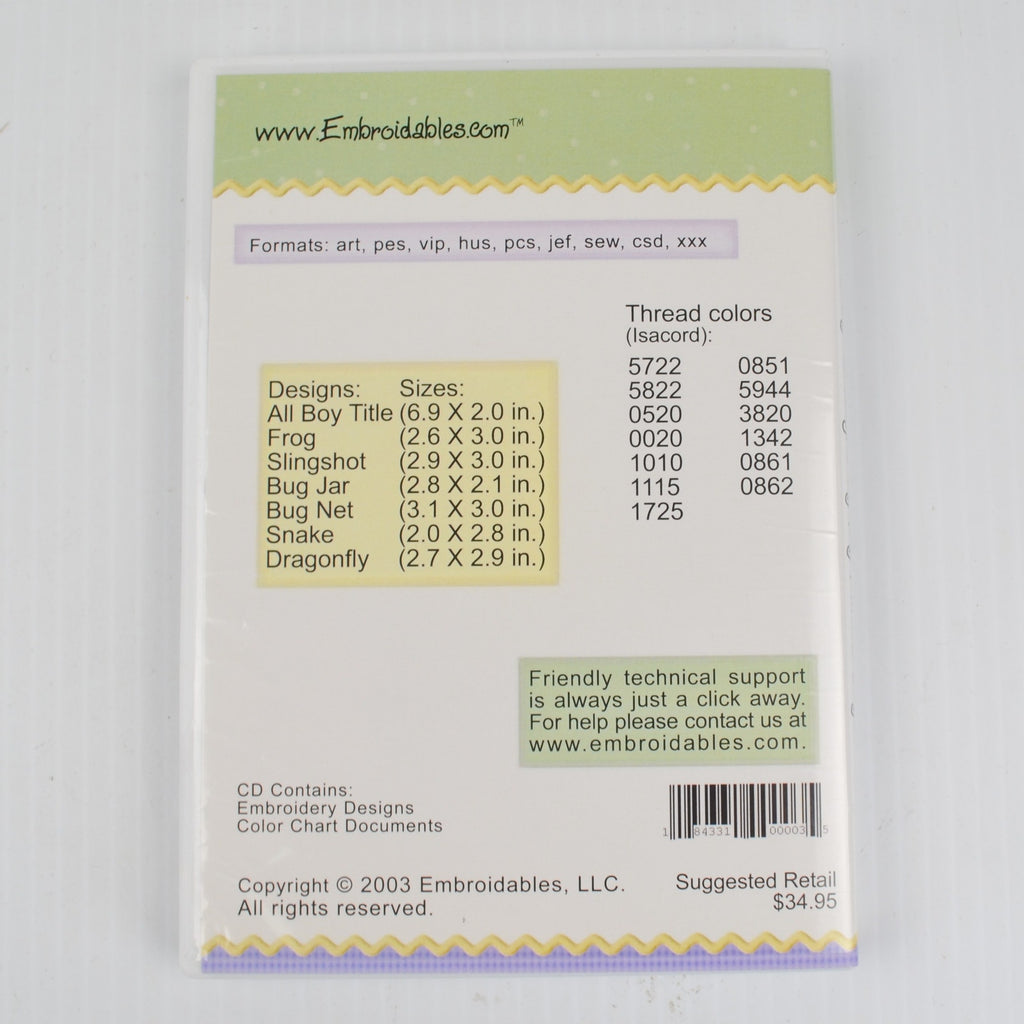 www.Embroidables.com™
Formats: art, pes, vip, hus, pcs, jef, sew, csd, xxx
Thread colors
(Isacord):
5722 0851
5822 5944
0520 3820
0020 1342
1010 0861
1115 0862
1725
Designs: Sizes:
All Boy Title (6.9 X 2.0 in.)
Frog (2.6 X 3.0 in.)
Slingshot (2.9 X 3.0 in.)
Bug Jar (2.8 X 2.1 in.)
Bug Net (3.1 X 3.0 in.)
Snake (2.0 X 2.8 in.)
Dragonfly (2.7 X 2.9 in.)
Friendly technical support
is always just a click away.
For help please contact us at
www.embroidables.com.
CD Contains:
Embroidery Designs
Color Chart Documents
1 84331 00003 5
Copyright © 2003 Embroidables, LLC.
All rights reserved.
Suggested Retail
$34.95